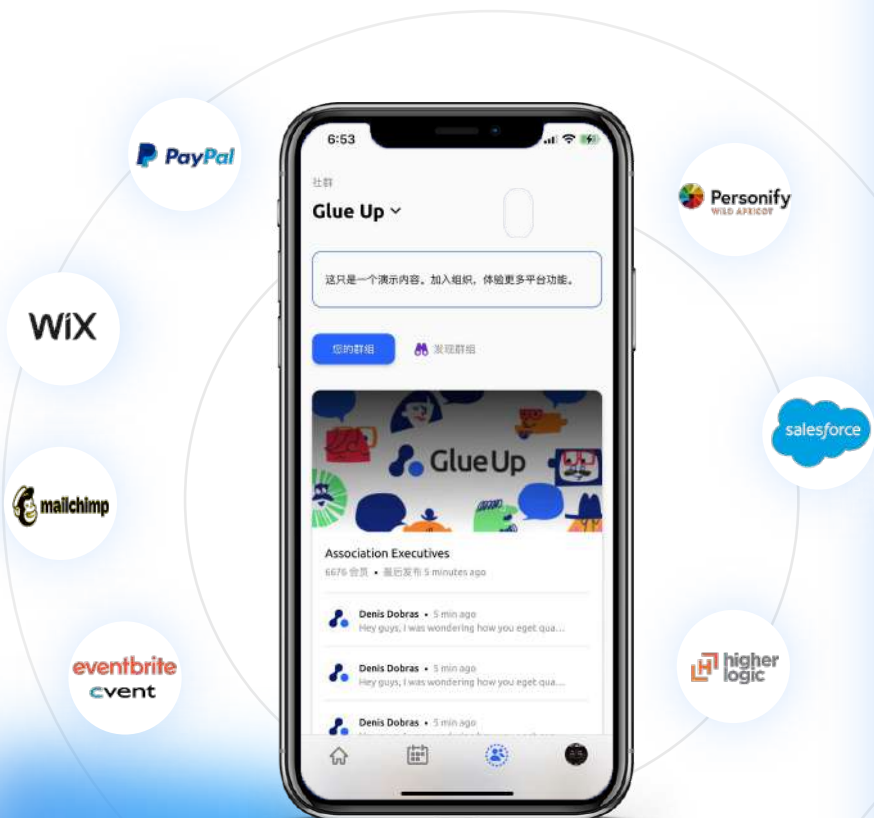 PayPal
Personify
WILD APRICOT
WiX
salesforce
mailchimp
eventbrite
cvent
higher
logic
6:53
社群
Glue Up
这只是一个演示内容。加入组织，体验更多平台功能。
您的群组
发现群组
Glue Up
Association Executives
6676 会员 • 最后发布 5 minutes ago
Denis Dobras • 5 min ago
Hey guys, I was wondering how you eget qua...
Denis Dobras • 5 min ago
Hey guys, I was wondering how you eget qua...
Denis Dobras • 5 min ago